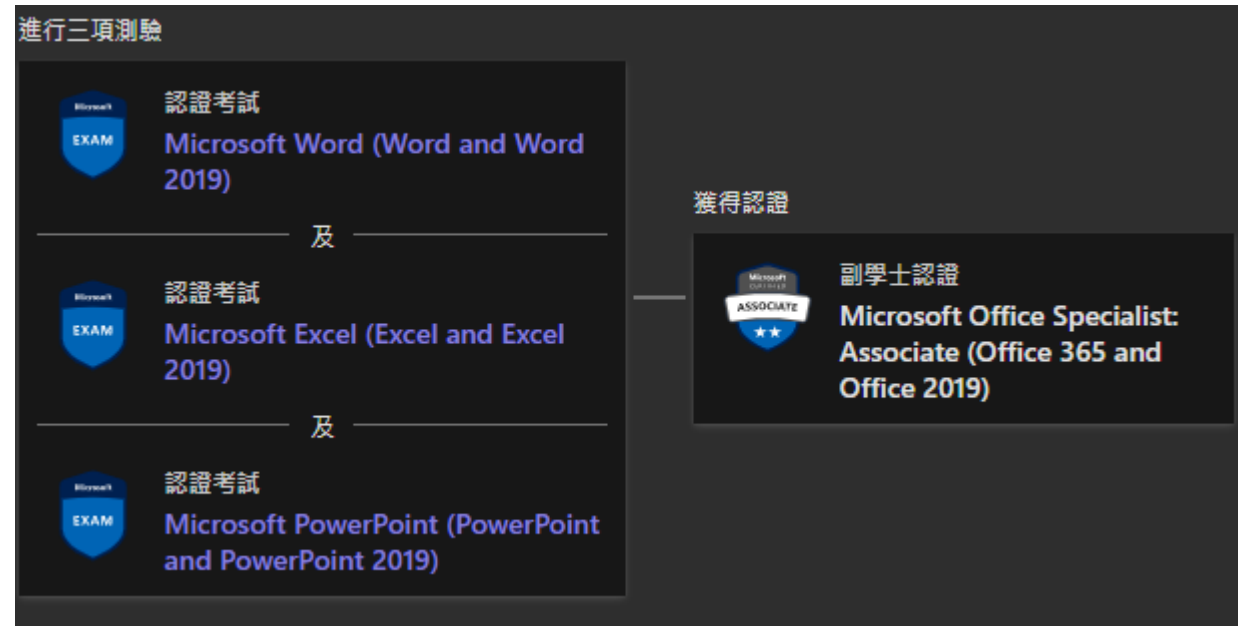 進行三項測驗
Microsoft
EXAM
認證考試
Microsoft Word (Word and Word
2019)
及
Microsoft
EXAM
認證考試
Microsoft Excel (Excel and Excel
2019)
及
Microsoft
EXAM
認證考試
Microsoft PowerPoint (PowerPoint
and PowerPoint 2019)
獲得認證
Microsoft
CERTIFIED
ASSOCIATE
副學士認證
Microsoft Office Specialist:
Associate (Office 365 and
Office 2019)